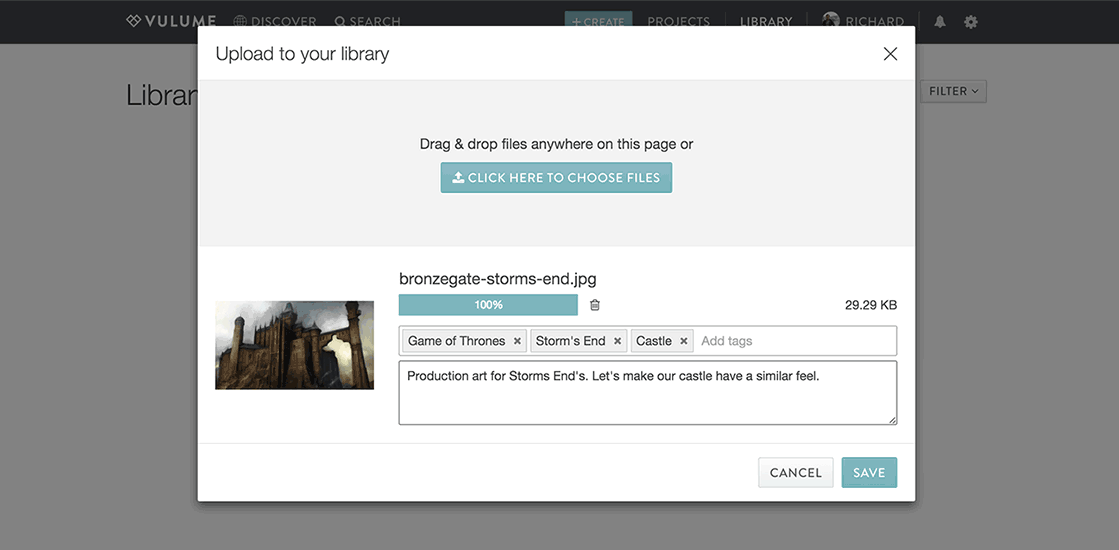 VULUME DISCOVER SEARCH + CREATE PROJECTS LIBRARY RICHARD
Upload to your library
Librar
FILTER
Drag & drop files anywhere on this page or
CLICK HERE TO CHOOSE FILES
bronzegate-storms-end.jpg
100%
29.29 KB
Game of Thrones × Storm's End × Castle × Add tags
Production art for Storms End's. Let's make our castle have a similar feel.
CANCEL SAVE